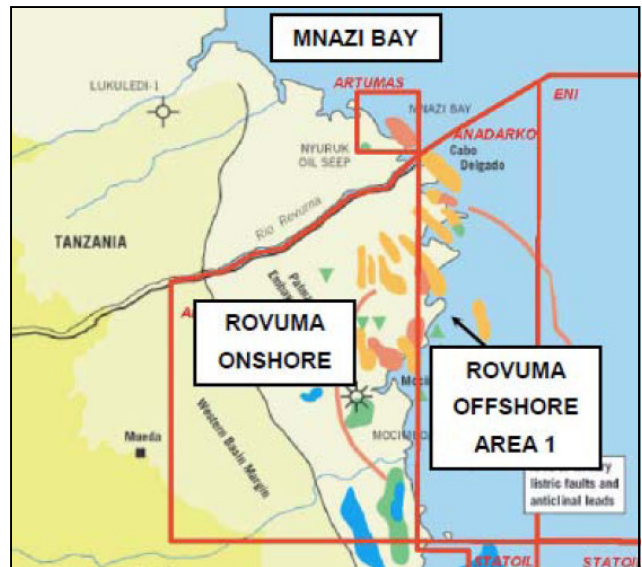 MNAZI BAY
LUKULEDI-1
ARTUMAS
ENI
MNAZI BAY
ANADARKO
NYURUK
OIL SEEP
Cabo
Delgado
Rio Rovuma
TANZANIA
ROVUMA
ONSHORE
ROVUMA
OFFSHORE
AREA 1
Mueda
Western Basin Margin
listric faults and
anticlinal leads
STATOIL
STATOIL